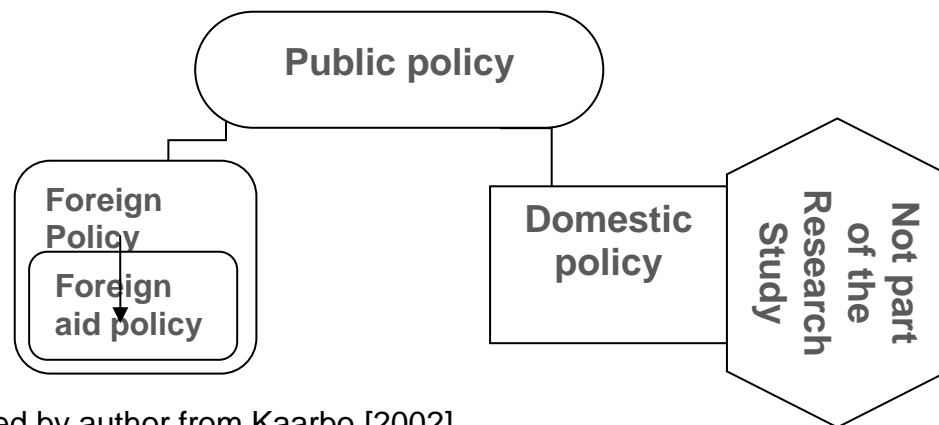 Public policy
Foreign
Policy
Foreign
aid policy
Domestic
policy
Not part
of the
Research
Study
by author from Kaarbo [2002]